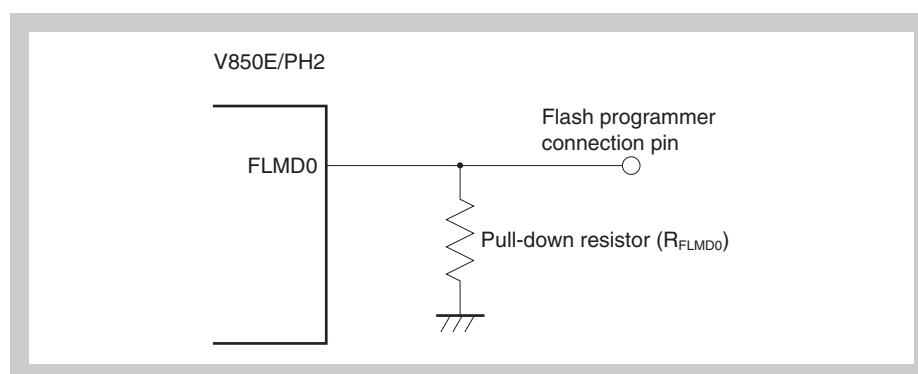 V850E/PH2
Flash programmer
connection pin
FLMD0
Pull-down resistor (RFLMD0)